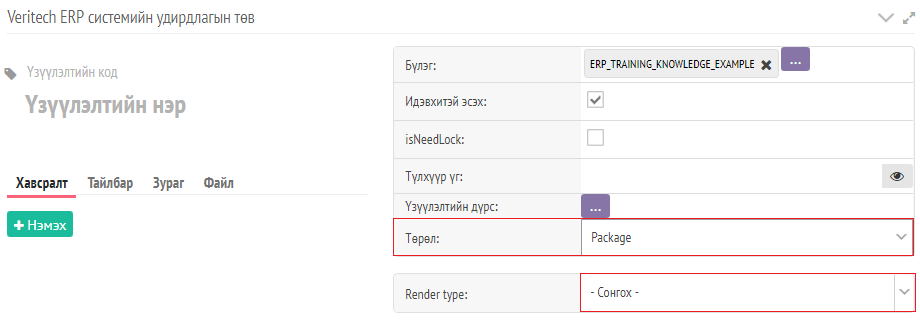 Veritech ERP системийн удирдлагын төв
Үзүүлэлтийн код
Үзүүлэлтийн нэр
Хавсралт Тайлбар Зураг Файл
+ Нэмэх
Бүлэг: ERP_TRAINING_KNOWLEDGE_EXAMPLE ✖ ...
Идэвхитэй эсэх:
isNeedLock:
Түлхүүр үг:
Үзүүлэлтийн дүрс: ...
Төрөл: Package
Render type: - Сонгох -